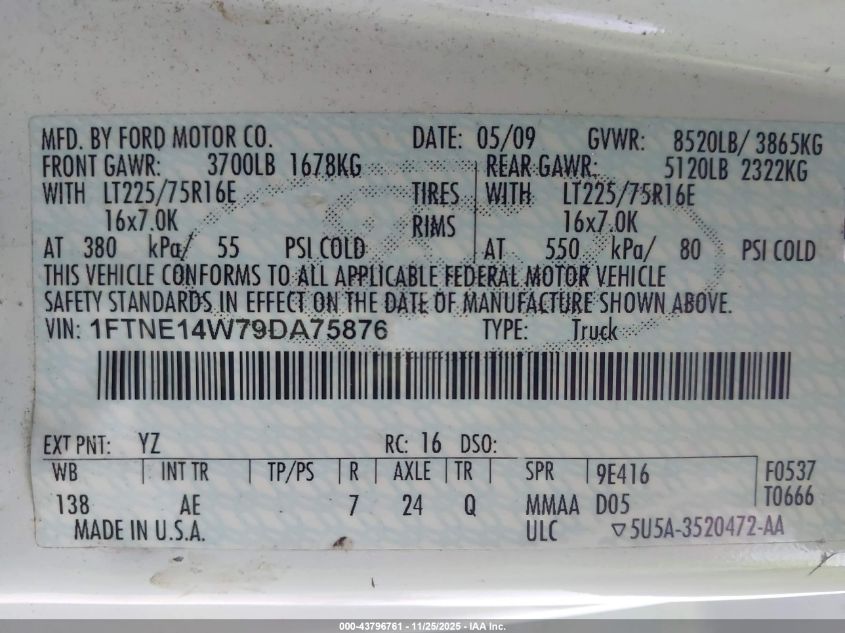 MFD. BY FORD MOTOR CO. DATE: 05/09 GVWR: 8520LB/ 3865KG
FRONT GAWR: 3700LB 1678KG REAR GAWR: 5120LB 2322KG
WITH LT225/75R16E TIRES WITH LT225/75R16E
16x7.0K RIMS 16x7.0K
AT 380 kPa/ 55 PSI COLD AT 550 kPa/ 80 PSI COLD
THIS VEHICLE CONFORMS TO ALL APPLICABLE FEDERAL MOTOR VEHICLE
SAFETY STANDARDS IN EFFECT ON THE DATE OF MANUFACTURE SHOWN ABOVE.
VIN: 1FTNE14W79DA75876 TYPE: Truck
EXT PNT: YZ RC: 16 DSO:
WB INT TR TP/PS R AXLE TR SPR 9E416 F0537
138 AE 7 24 Q MMAA D05 T0666
MADE IN U.S.A. ULC ▽5U5A-3520472-AA
000-43796761 - 11/25/2025 - IAA Inc.